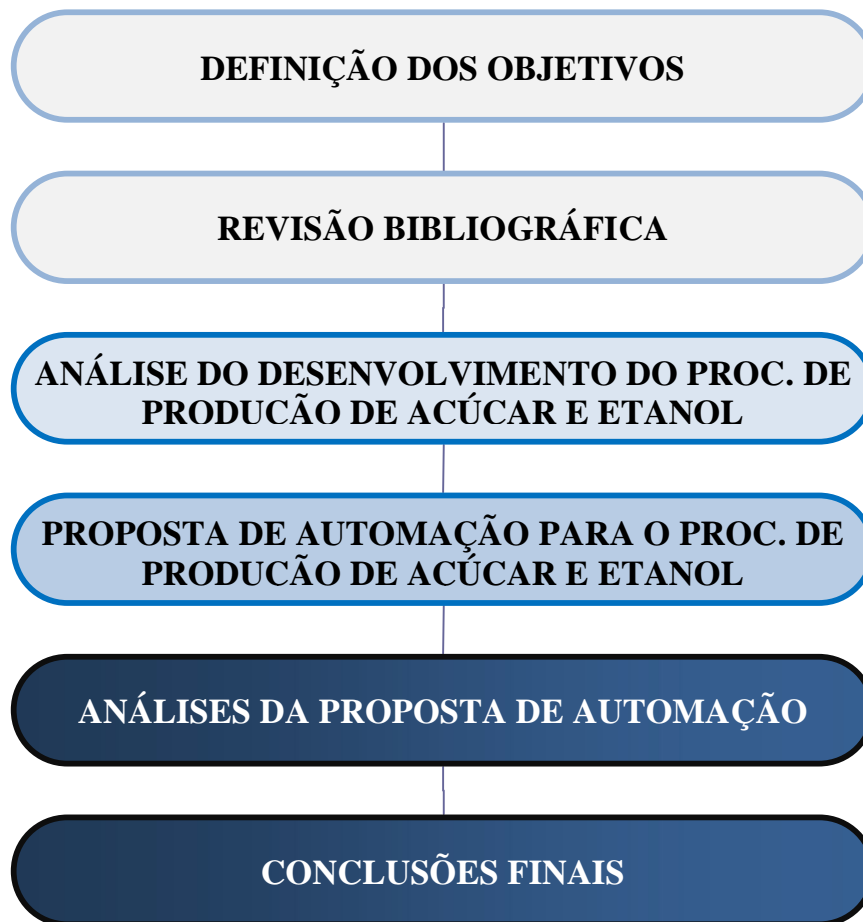 DEFINIÇÃO DOS OBJETIVOS
REVISÃO BIBLIOGRÁFICA
ANÁLISE DO DESENVOLVIMENTO DO PROC. DE
PRODUCÃO DE ACÚCAR E ETANOL
PROPOSTA DE AUTOMAÇÃO PARA O PROC. DE
PRODUCÃO DE ACÚCAR E ETANOL
ANÁLISES DA PROPOSTA DE AUTOMAÇÃO
CONCLUSÕES FINAIS